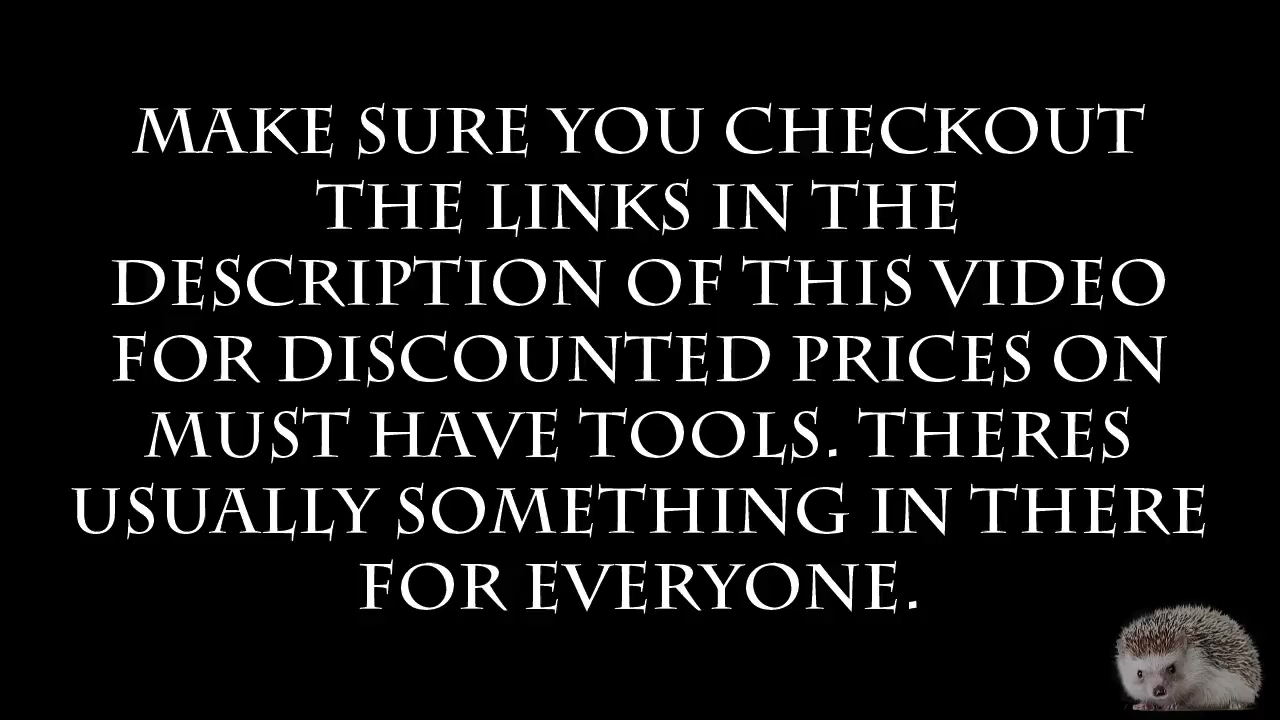 MAKE SURE YOU CHECKOUT
THE LINKS IN THE
DESCRIPTION OF THIS VIDEO
FOR DISCOUNTED PRICES ON
MUST HAVE TOOLS. THERES
USUALLY SOMETHING IN THERE
FOR EVERYONE.